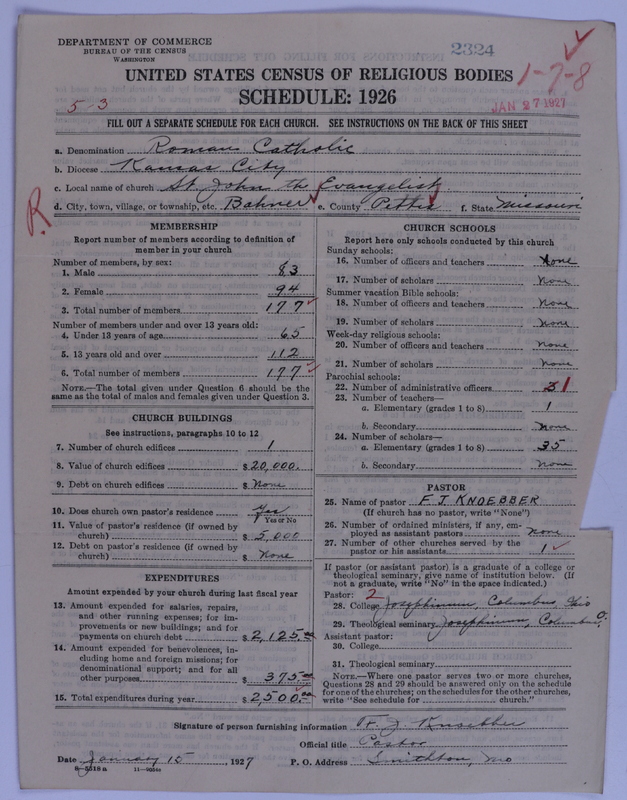 DEPARTMENT OF COMMERCE
BUREAU OF THE CENSUS
WASHINGTON
2324
UNITED STATES CENSUS OF RELIGIOUS BODIES
1-7-8
SCHEDULE: 1926
5-3
JAN 27 1927
FILL OUT A SEPARATE SCHEDULE FOR EACH CHURCH. SEE INSTRUCTIONS ON THE BACK OF THIS SHEET
a. Denomination Roman Catholic
b. Diocese Kansas City
c. Local name of church St. John the Evangelist
R
d. City, town, village, or township, etc. Bahner e. County Pettis f. State Missouri
MEMBERSHIP
Report number of members according to definition of
member in your church
Number of members, by sex:
1. Male 83
2. Female 94
3. Total number of members 177
Number of members under and over 13 years old:
4. Under 13 years of age 65
5. 13 years old and over 112
6. Total number of members 177
NOTE.—The total given under Question 6 should be
same as the total of males and females given under Question 3.
CHURCH BUILDINGS
See instructions, paragraphs 10 to 12
7. Number of church edifices 1
8. Value of church edifices $20,000.
9. Debt on church edifices $ None
10. Does church own pastor's residence Yes
Yes or No
11. Value of pastor's residence (if owned by
church) $ 5,000
12. Debt on pastor's residence (if owned by
church) $ None
EXPENDITURES
Amount expended by your church during last fiscal year
13. Amount expended for salaries, repairs,
and other running expenses; for im-
provements or new buildings; and for
payments on church debt $2,125.00
14. Amount expended for benevolences, in-
cluding home and foreign missions; for
denominational support; and for all
other purposes $ 375.00
15. Total expenditures during year $2,500.00
CHURCH SCHOOLS
Report here only schools conducted by this church
Sunday schools:
16. Number of officers and teachers None
17. Number of scholars None
Summer vacation Bible schools:
18. Number of officers and teachers None
19. Number of scholars None
Week-day religious schools:
20. Number of officers and teachers None
21. Number of scholars None
Parochial schools:
22. Number of administrative officers 1
23. Number of teachers—
a. Elementary (grades 1 to 8) 1
b. Secondary None
24. Number of scholars—
a. Elementary (grades 1 to 8) 35
b. Secondary None
PASTOR
25. Name of pastor F J KNOEBBER
(If church has no pastor, write "None")
26. Number of ordained ministers, if any, em-
ployed as assistant pastors none
27. Number of other churches served by the
pastor or his assistants 1
If pastor (or assistant pastor) is a graduate of a college or
theological seminary, give name of institution below. (If
not a graduate, write "No" in the space indicated.)
Pastor: 2
28. College Josephinum, Columbus Ohio
29. Theological seminary Josephinum, Columbus O.
Assistant pastor:
30. College
31. Theological seminary
NOTE.—Where one pastor serves two or more churches,
Questions 28 and 29 should be answered only on the schedule
for one of the churches; on the schedules for the other churches,
write "See schedule for church."
Signature of person furnishing information F. J. Knoebber
Official title Pastor
Date January 15, 1927 P. O. Address Smithton, Mo
8-5318a 11-9034a